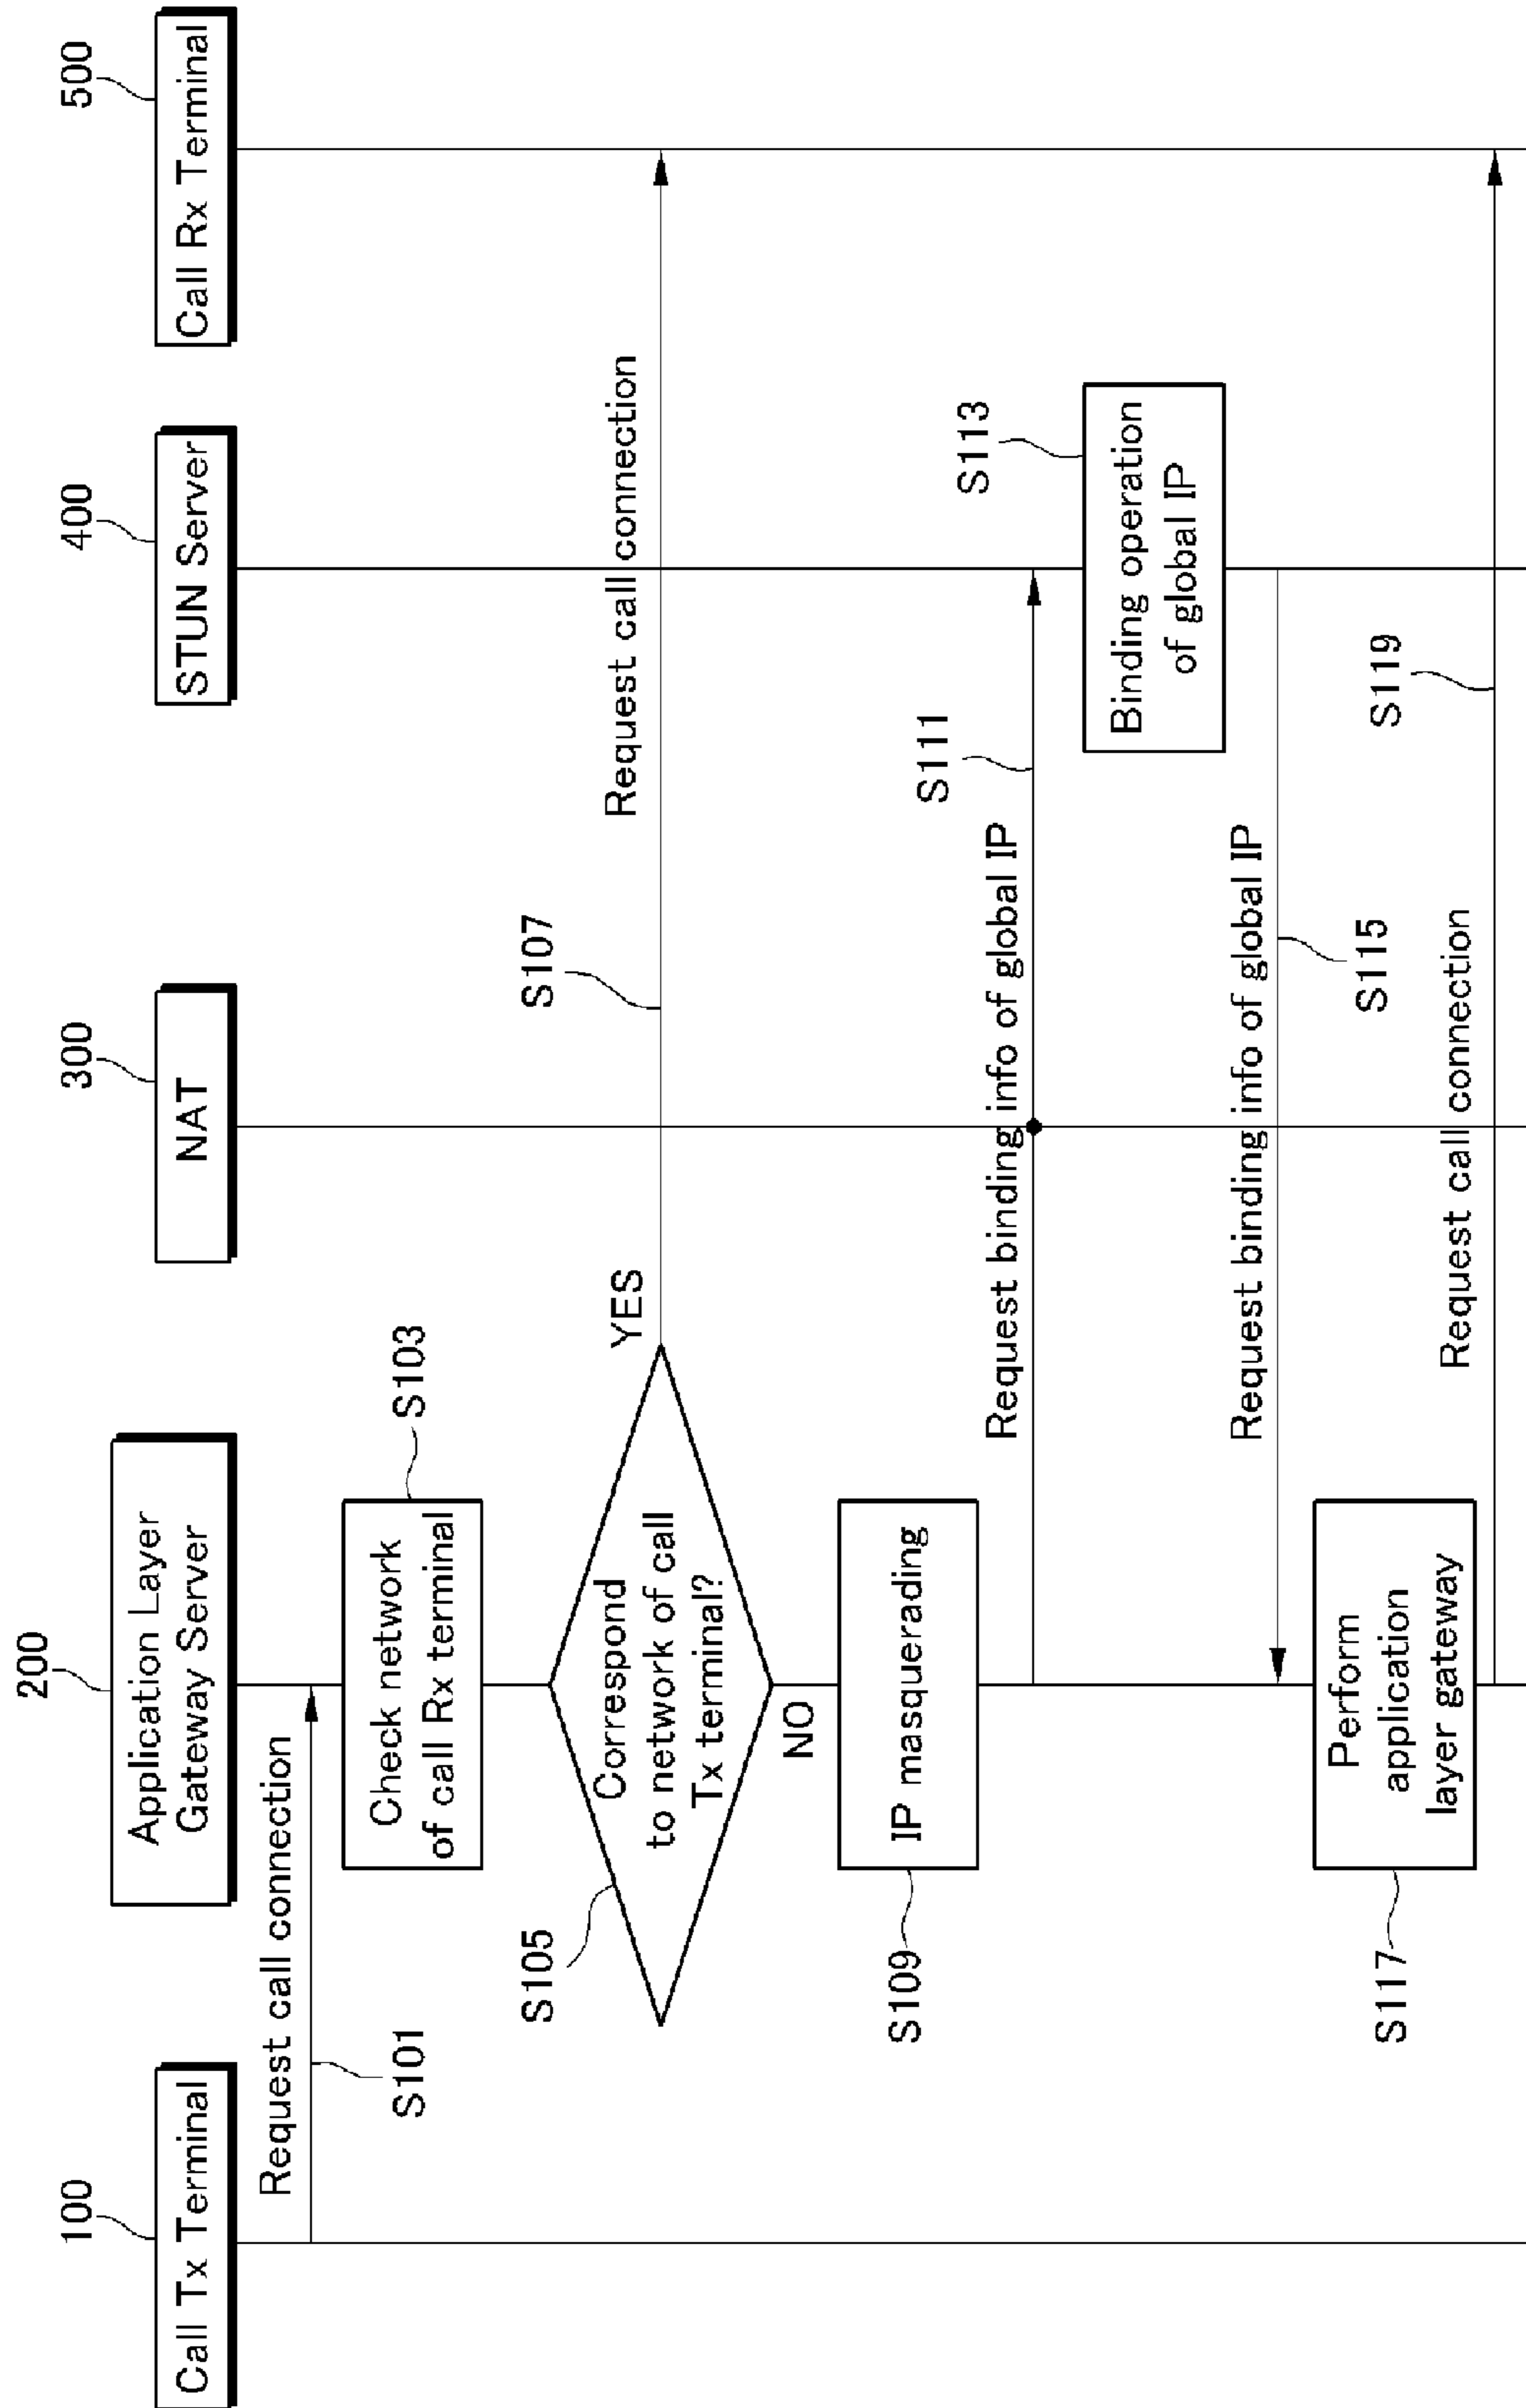 100
Call Tx Terminal
200
Application Layer
Gateway Server
300
NAT
400
STUN Server
500
Call Rx Terminal
Request call connection
S101
Check network
of call Rx terminal
S103
Correspond
to network of call
Tx terminal?
S105
YES
NO
S107
Request call connection
IP masquerading
S109
Request binding info of global IP
S111
Binding operation
of global IP
S113
Request binding info of global IP
S115
Perform
application
layer gateway
S117
Request call connection
S119